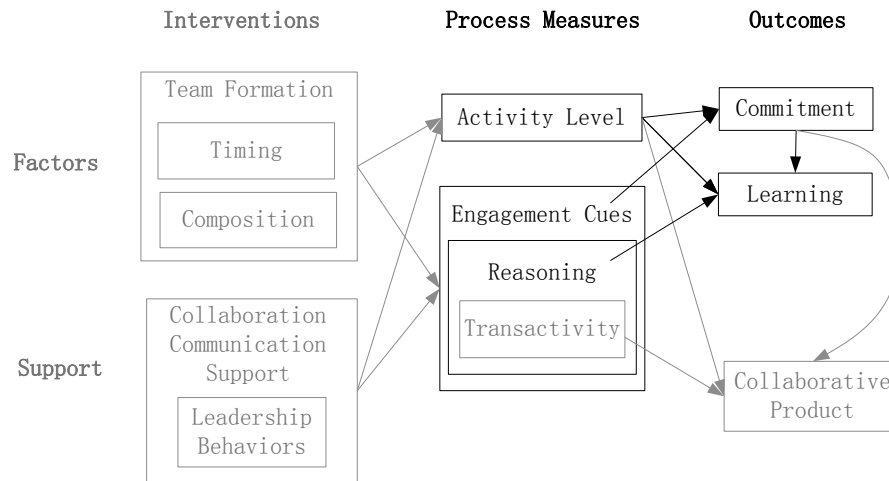 Interventions
Process Measures
Outcomes
Factors
Team Formation
Timing
Composition
Activity Level
Commitment
Learning
Engagement Cues
Reasoning
Transactivity
Support
Collaboration
Communication
Support
Leadership
Behaviors
Collaborative
Product